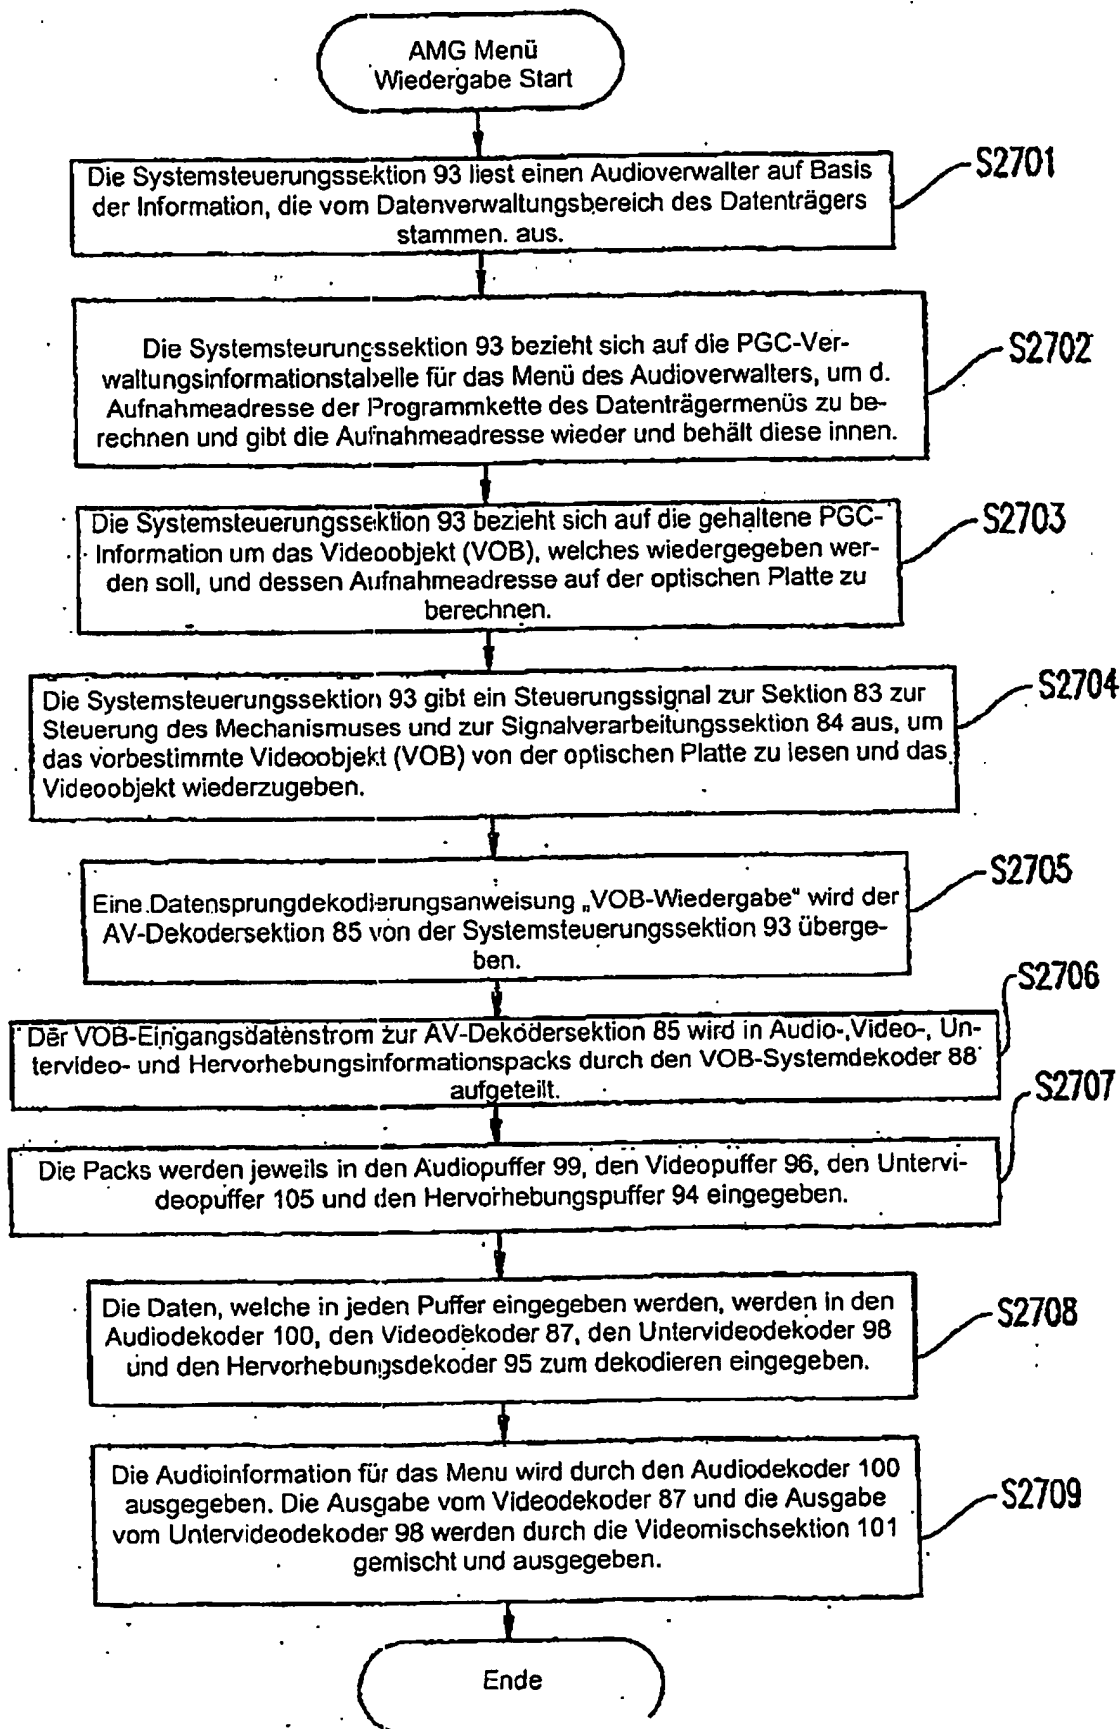 AMG Menü
Wiedergabe Start
S2701
Die Systemsteuerungssektion 93 liest einen Audioverwalter auf Basis
der Information, die vom Datenverwaltungsbereich des Datenträgers
stammen. aus.
S2702
Die Systemsteurungssektion 93 bezieht sich auf die PGC-Ver-
waltungsinformationstabelle für das Menü des Audioverwalters, um d.
Aufnahmeadresse der Programmkette des Datenträgermenüs zu be-
rechnen und gibt die Aufnahmeadresse wieder und behält diese innen.
S2703
Die Systemsteuerungssektion 93 bezieht sich auf die gehaltene PGC-
Information um das Videoobjekt (VOB), welches wiedergegeben wer-
den soll, und dessen Aufnahmeadresse auf der optischen Platte zu
berechnen.
S2704
Die Systemsteuerungssektion 93 gibt ein Steuerungssignal zur Sektion 83 zur
Steuerung des Mechanismuses und zur Signalverarbeitungssektion 84 aus, um
das vorbestimmte Videoobjekt (VOB) von der optischen Platte zu lesen und das
Videoobjekt wiederzugeben.
S2705
Eine Datensprungdekodierungsanweisung „VOB-Wiedergabe“ wird der
AV-Dekodersektion 85 von der Systemsteuerungssektion 93 überge-
ben.
S2706
Der VOB-Eingangsdatenstrom zur AV-Dekodersektion 85 wird in Audio-,Video-, Un-
tervideo- und Hervorhebungsinformationspacks durch den VOB-Systemdekoder 88
aufgeteilt.
S2707
Die Packs werden jeweils in den Audiopuffer 99, den Videopuffer 96, den Untervi-
deopuffer 105 und den Hervorhebungspuffer 94 eingegeben.
S2708
Die Daten, welche in jeden Puffer eingegeben werden, werden in den
Audiodekoder 100, den Videodekoder 87, den Untervideodekoder 98
und den Hervorhebungsdekoder 95 zum dekodieren eingegeben.
S2709
Die Audioinformation für das Menu wird durch den Audiodekoder 100
ausgegeben. Die Ausgabe vom Videodekoder 87 und die Ausgabe
vom Untervideodekoder 98 werden durch die Videomischsektion 101
gemischt und ausgegeben.
Ende